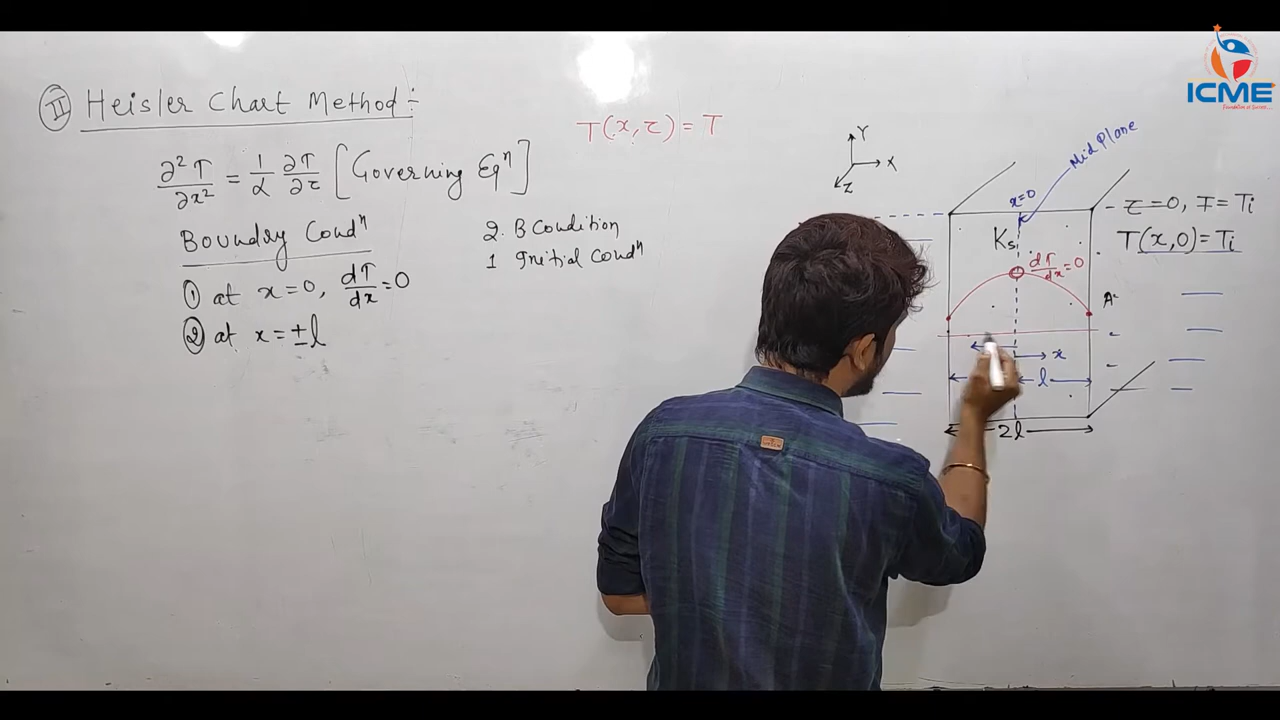 II Heisler Chart Method :-
T(x, τ) = T
∂²T/∂x² = 1/α ∂T/∂τ [Governing Eqⁿ]
Boundry Condⁿ
① at x=0, dT/dx=0
② at x = ±l
2. B Condition
1 Initial Condⁿ
Y
X
Z
Mid Plane
x=0
τ=0, T=Ti
Ks
T(x,0)=Ti
dT/dx=0
A
x
l
2l
ICME